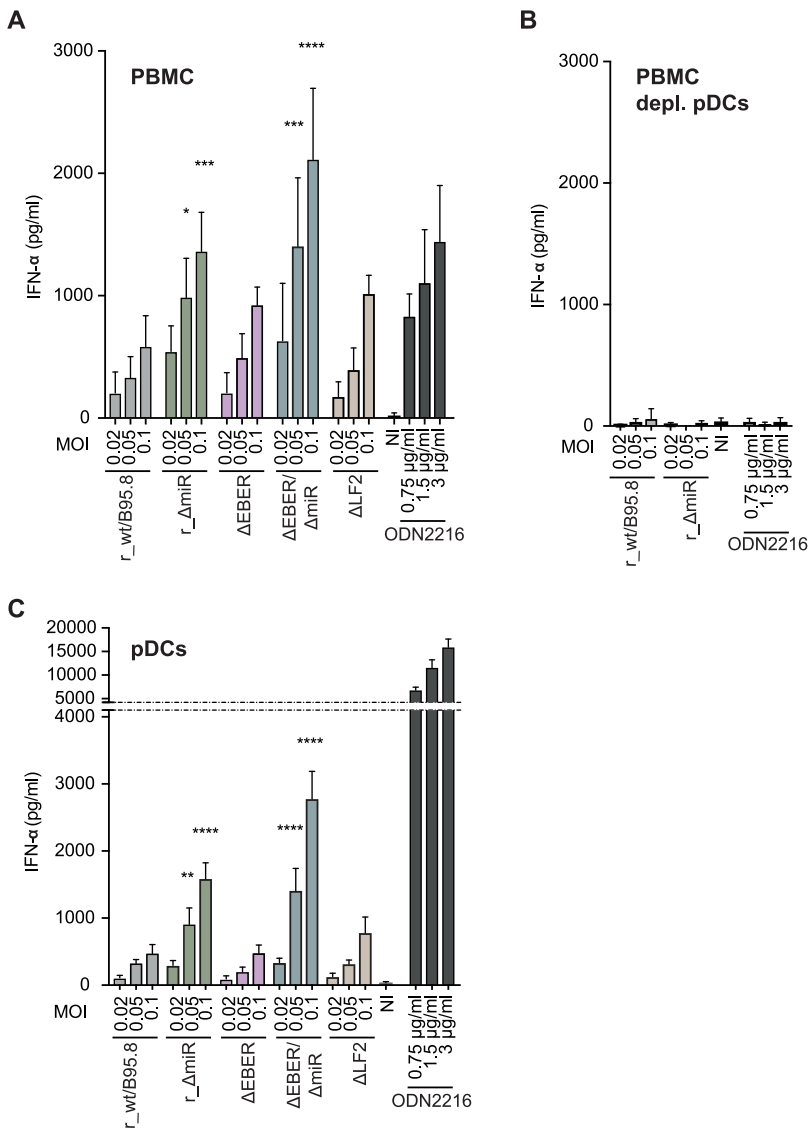 A
PBMC
IFN-α (pg/ml)
3000
2000
1000
0
*
***
***
****
MOI
0.02
0.05
0.1
0.02
0.05
0.1
0.02
0.05
0.1
0.02
0.05
0.1
0.02
0.05
0.1
NI
0.75 µg/ml
1.5 µg/ml
3 µg/ml
r_wt/B95.8
r_ΔmiR
ΔEBER
ΔEBER/
ΔmiR
ΔLF2
ODN2216
B
PBMC
depl. pDCs
IFN-α (pg/ml)
3000
2000
1000
0
MOI
0.02
0.05
0.1
0.02
0.05
0.1
NI
0.75 µg/ml
1.5 µg/ml
3 µg/ml
r_wt/B95.8
r_ΔmiR
ODN2216
C
pDCs
IFN-α (pg/ml)
20000
15000
10000
5000
4000
3000
2000
1000
0
**
****
****
****
MOI
0.02
0.05
0.1
0.02
0.05
0.1
0.02
0.05
0.1
0.02
0.05
0.1
0.02
0.05
0.1
NI
0.75 µg/ml
1.5 µg/ml
3 µg/ml
r_wt/B95.8
r_ΔmiR
ΔEBER
ΔEBER/
ΔmiR
ΔLF2
ODN2216